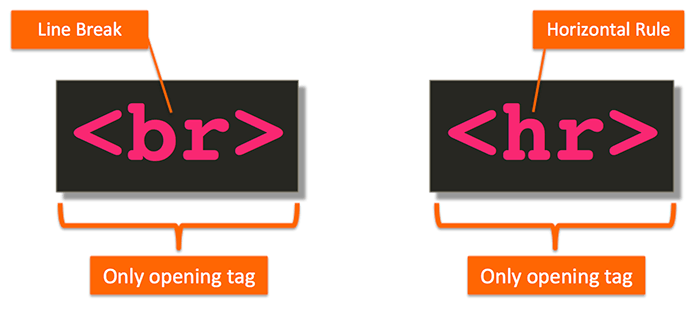 Line Break
Horizontal Rule
<br>
<hr>
Only opening tag
Only opening tag